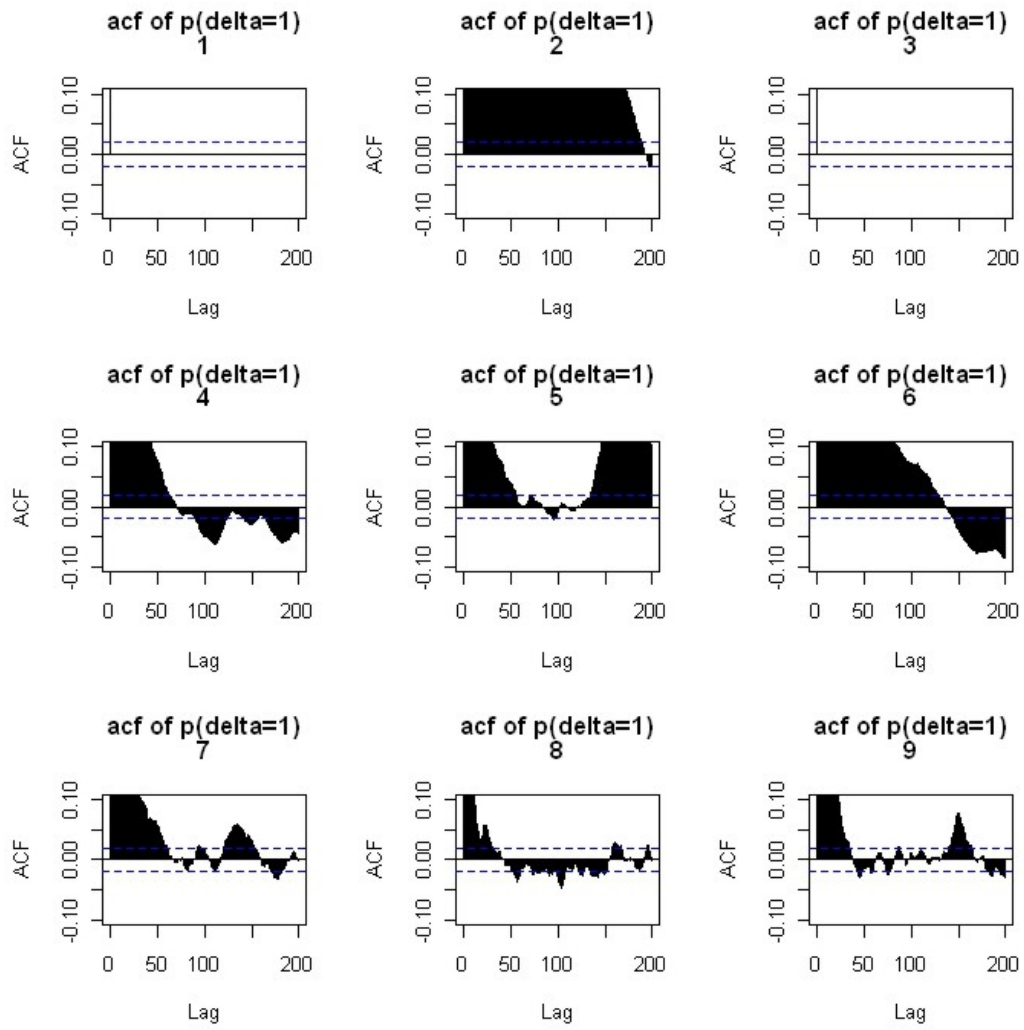 acf of p(delta=1)
1
acf of p(delta=1)
2
acf of p(delta=1)
3
ACF
-0.10 0.00 0.10
0 50 100 200
Lag
ACF
-0.10 0.00 0.10
0 50 100 200
Lag
ACF
-0.10 0.00 0.10
0 50 100 200
Lag
acf of p(delta=1)
4
acf of p(delta=1)
5
acf of p(delta=1)
6
ACF
-0.10 0.00 0.10
0 50 100 200
Lag
ACF
-0.10 0.00 0.10
0 50 100 200
Lag
ACF
-0.10 0.00 0.10
0 50 100 200
Lag
acf of p(delta=1)
7
acf of p(delta=1)
8
acf of p(delta=1)
9
ACF
-0.10 0.00 0.10
0 50 100 200
Lag
ACF
-0.10 0.00 0.10
0 50 100 200
Lag
ACF
-0.10 0.00 0.10
0 50 100 200
Lag